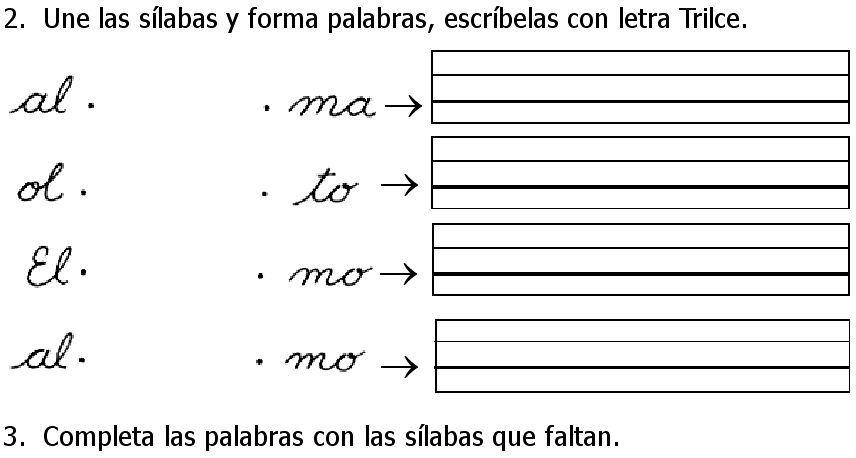 2. Une las sílabas y forma palabras, escríbelas con letra Trilce.
al . . ma →
ol . . to →
El . . mo →
al . . mo →
3. Completa las palabras con las sílabas que faltan.